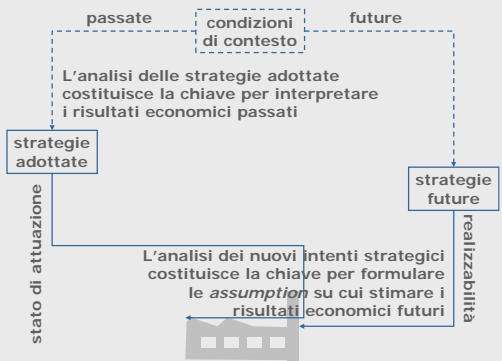 passate
condizioni
di contesto
future
L'analisi delle strategie adottate
costituisce la chiave per interpretare
i risultati economici passati
strategie
adottate
strategie
future
stato di attuazione
realizzabilità
L'analisi dei nuovi intenti strategici
costituisce la chiave per formulare
le assumption su cui stimare i
risultati economici futuri